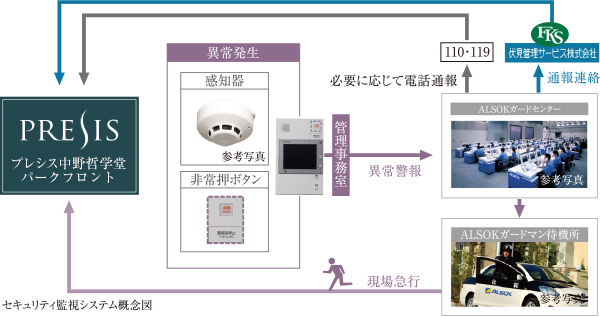 FKS
伏見管理サービス株式会社
110・119
通報連絡
必要に応じて電話通報
異常発生
感知器
参考写真
非常押ボタン
管理事務室
異常警報
ALSOKガードセンター
参考写真
PRESIS
プレシス中野哲学堂
パークフロント
ALSOKガードマン待機所
ALSOK
参考写真
現場急行
セキュリティ監視システム概念図